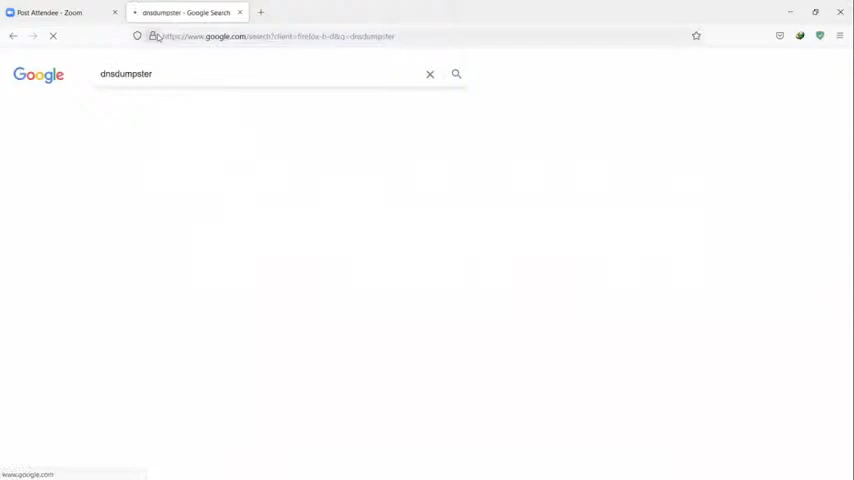 Post Attendee - Zoom
dnsdumpster - Google Search
https://www.google.com/search?client=firefox-b-d&q=dnsdumpster
Google
dnsdumpster
www.google.com